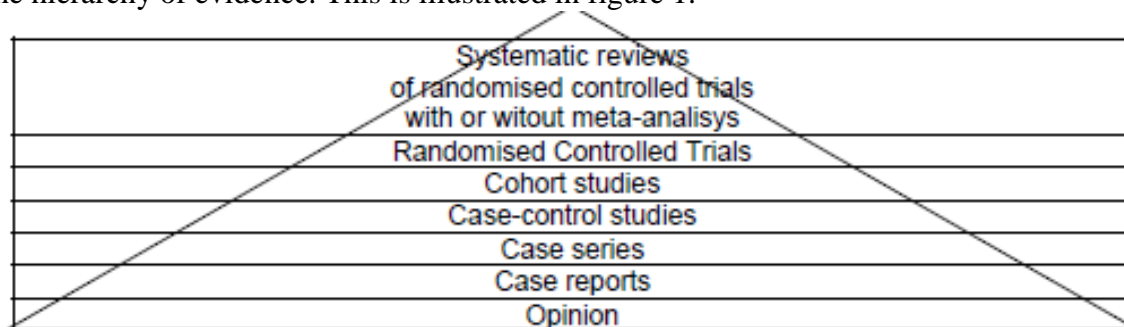 hierarchy of evidence. This is illustrated in figure 1.
Systematic reviews
of randomised controlled trials
with or witout meta-analisys
Randomised Controlled Trials
Cohort studies
Case-control studies
Case series
Case reports
Opinion